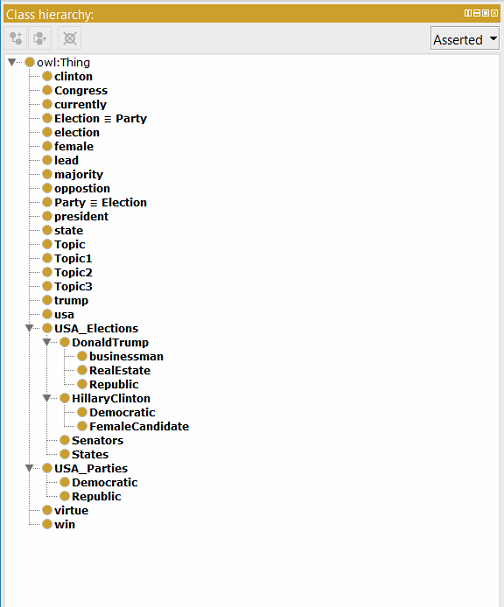 Class hierarchy:
Asserted
owl:Thing
clinton
Congress
currently
Election ≡ Party
election
female
lead
majority
oppostion
Party ≡ Election
president
state
Topic
Topic1
Topic2
Topic3
trump
usa
USA_Elections
DonaldTrump
businessman
RealEstate
Republic
HillaryClinton
Democratic
FemaleCandidate
Senators
States
USA_Parties
Democratic
Republic
virtue
win